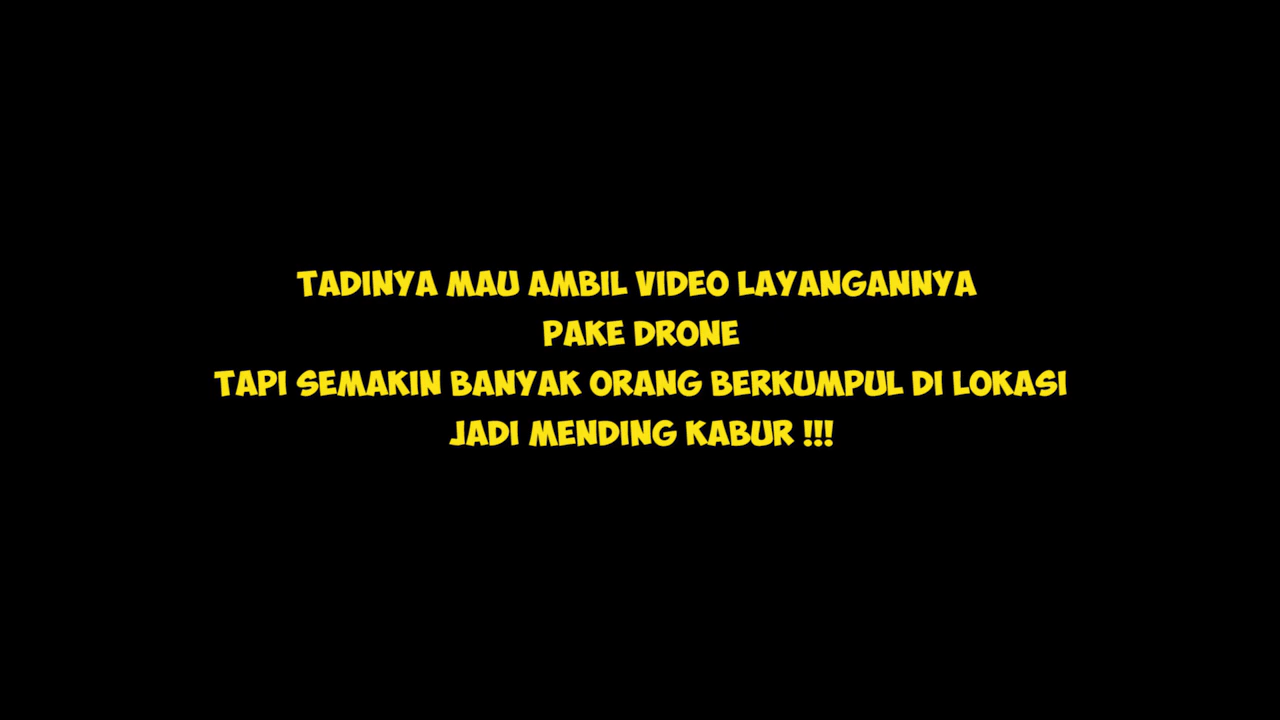 TADINYA MAU AMBIL VIDEO LAYANGANNYA
PAKE DRONE
TAPI SEMAKIN BANYAK ORANG BERKUMPUL DI LOKASI
JADI MENDING KABUR !!!